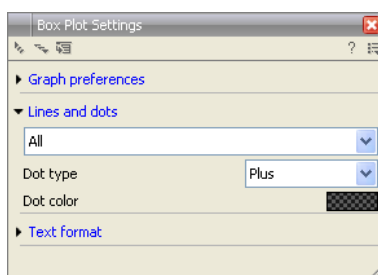 Box Plot Settings
?
Graph preferences
Lines and dots
All
Dot type Plus
Dot color
Text format